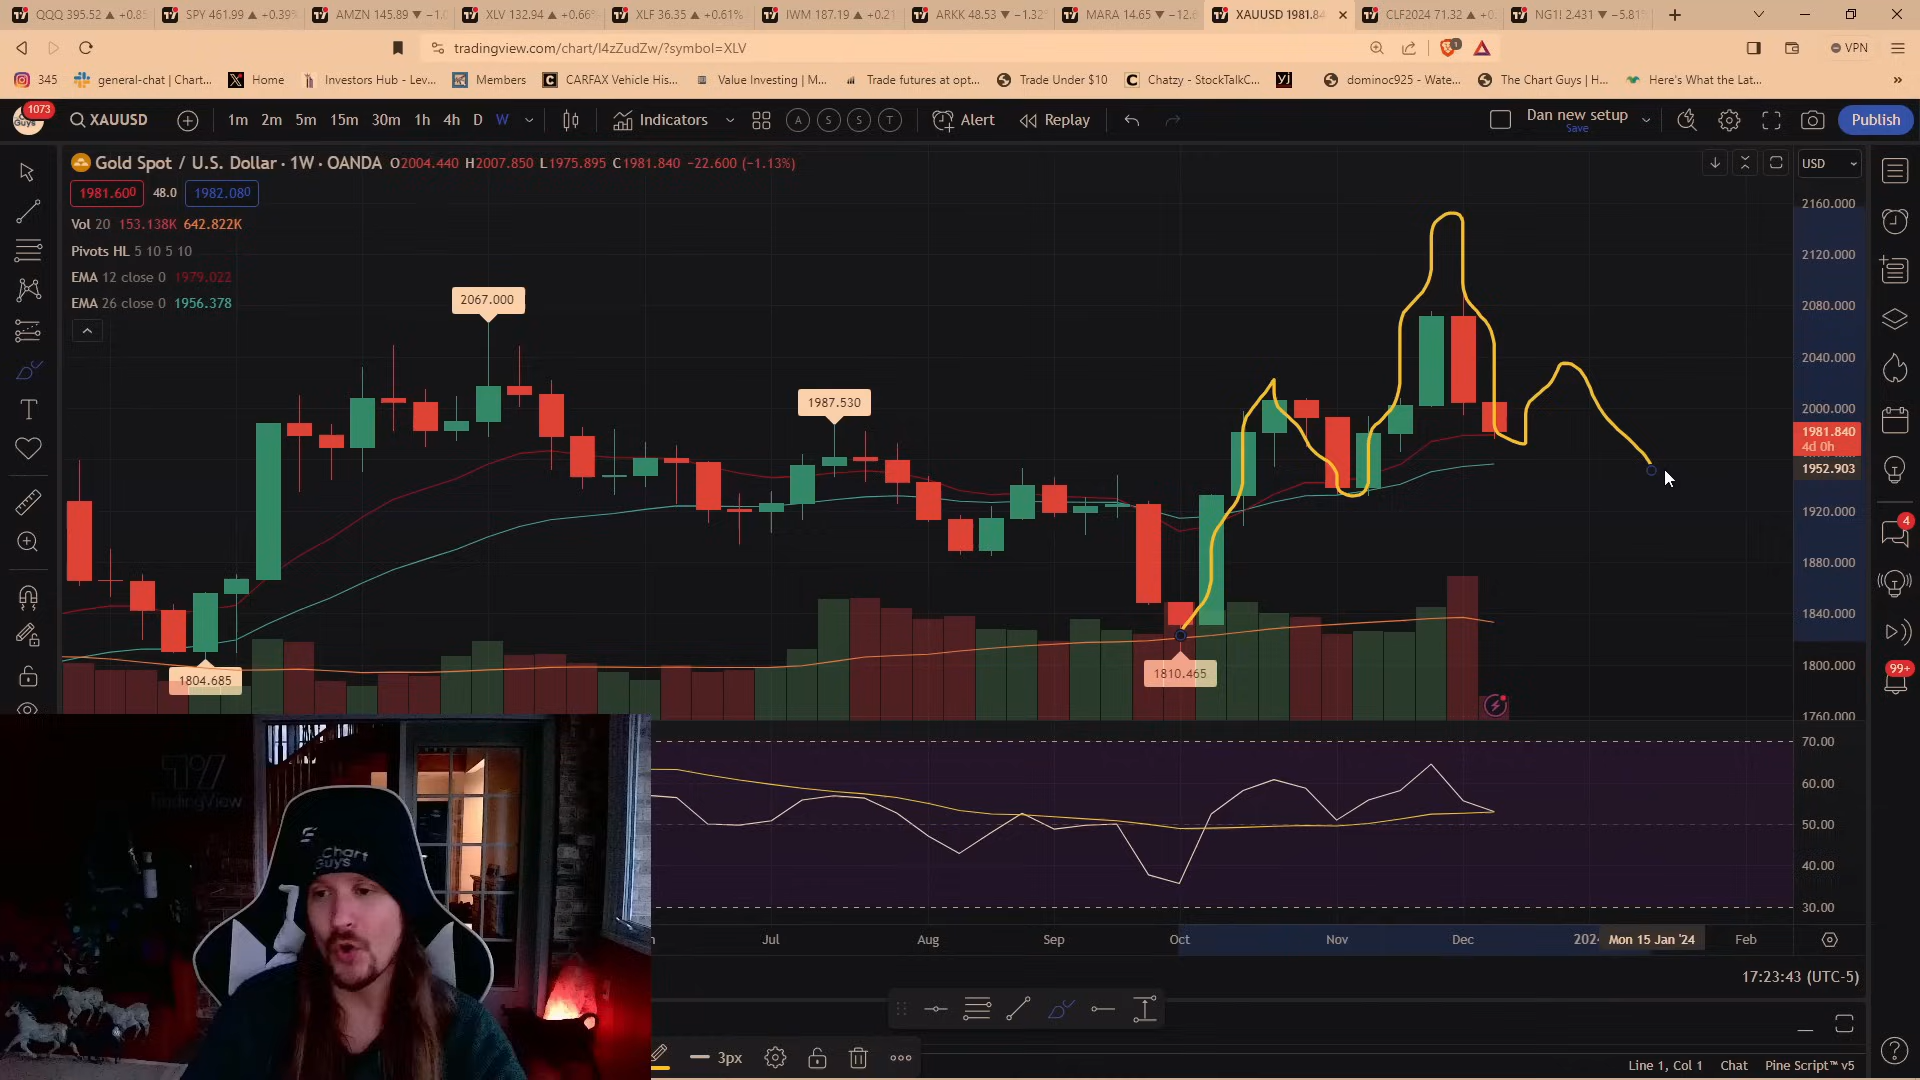 QQQ 395.52 ▲ +0.8
SPY 461.99 ▲ +0.39%
AMZN 145.89 ▼ −1.
XLV 132.94 ▲ +0.66%
XLF 36.35 ▲ +0.61%
IWM 187.19 ▲ +0.21
ARKK 48.53 ▼ −1.32%
MARA 14.65 ▼ −12.
XAUUSD 1981.84
CLF2024 71.32 ▲ +0.
NG1! 2.431 ▼ −5.81%
tradingview.com/chart/I4zZudZw/?symbol=XLV
VPN
345
general-chat | Chart...
Home
Investors Hub - Lev...
Members
CARFAX Vehicle His...
Value Investing | M...
Trade futures at opt...
Trade Under $10
Chatzy - StockTalkC...
dominoc925 - Wate...
The Chart Guys | H...
Here's What the Lat...
1073
XAUUSD
1m 2m 5m 15m 30m 1h 4h D W
Indicators
A S S T
Alert
Replay
Dan new setup
Save
Publish
Gold Spot / U.S. Dollar · 1W · OANDA O2004.440 H2007.850 L1975.895 C1981.840 −22.600 (−1.13%)
USD
1981.600 48.0 1982.080
Vol 20 153.138K 642.822K
Pivots HL 5 10 5 10
EMA 12 close 0 1979.022
EMA 26 close 0 1956.378
2067.000
1987.530
1804.685
1810.465
2160.000
2120.000
2080.000
2040.000
2000.000
1981.840
4d 0h
1952.903
1920.000
1880.000
1840.000
1800.000
1760.000
4
99+
70.00
60.00
50.00
40.00
30.00
Jul Aug Sep Oct Nov Dec 2024 Mon 15 Jan '24 Feb
17:23:43 (UTC-5)
TradingView
Chart
Guys
3px
Line 1, Col 1 Chat Pine Script™ v5